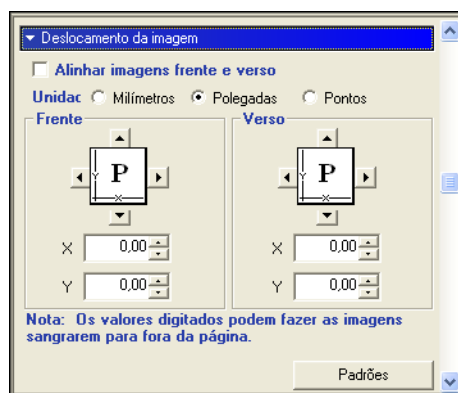 Deslocamento da imagem
Alinhar imagens frente e verso
Unidac Milímetros Polegadas Pontos
Frente Verso
P P
Y Y
X X
X 0,00 X 0,00
Y 0,00 Y 0,00
Nota: Os valores digitados podem fazer as imagens
sangrarem para fora da página.
Padrões